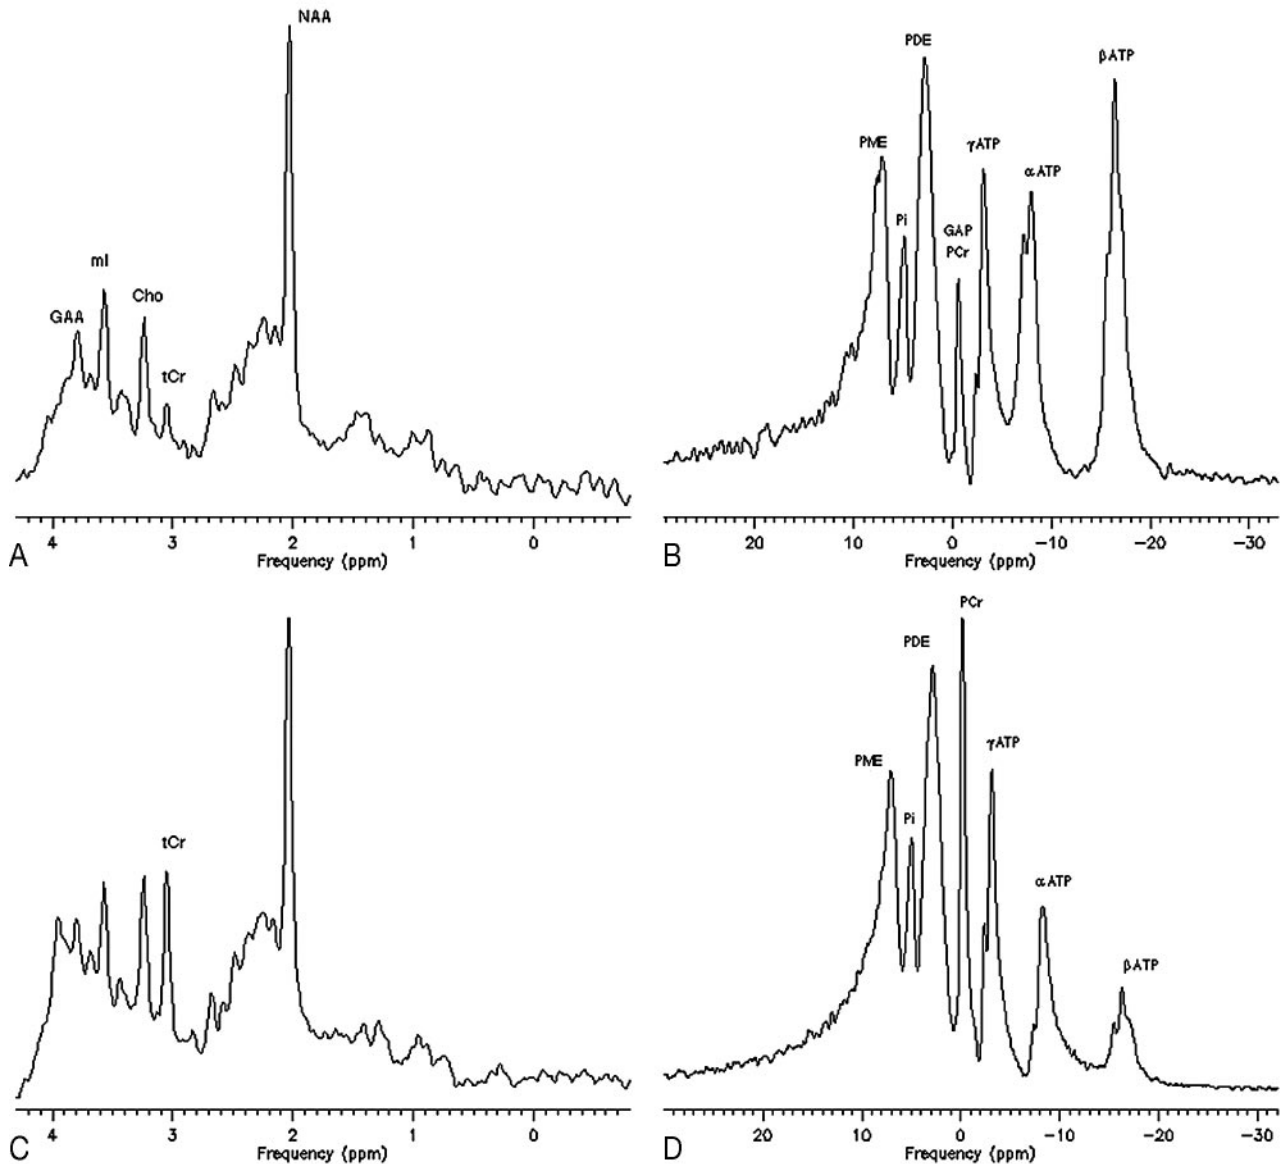 NAA
mI
GAA
Cho
tCr
4 3 2 1 0
Frequency (ppm)
A
PDE
βATP
PME
γATP
αATP
Pi
GAP
PCr
20 10 0 -10 -20 -30
Frequency (ppm)
B
tCr
4 3 2 1 0
Frequency (ppm)
C
PCr
PDE
γATP
PME
Pi
αATP
βATP
20 10 0 -10 -20 -30
Frequency (ppm)
D